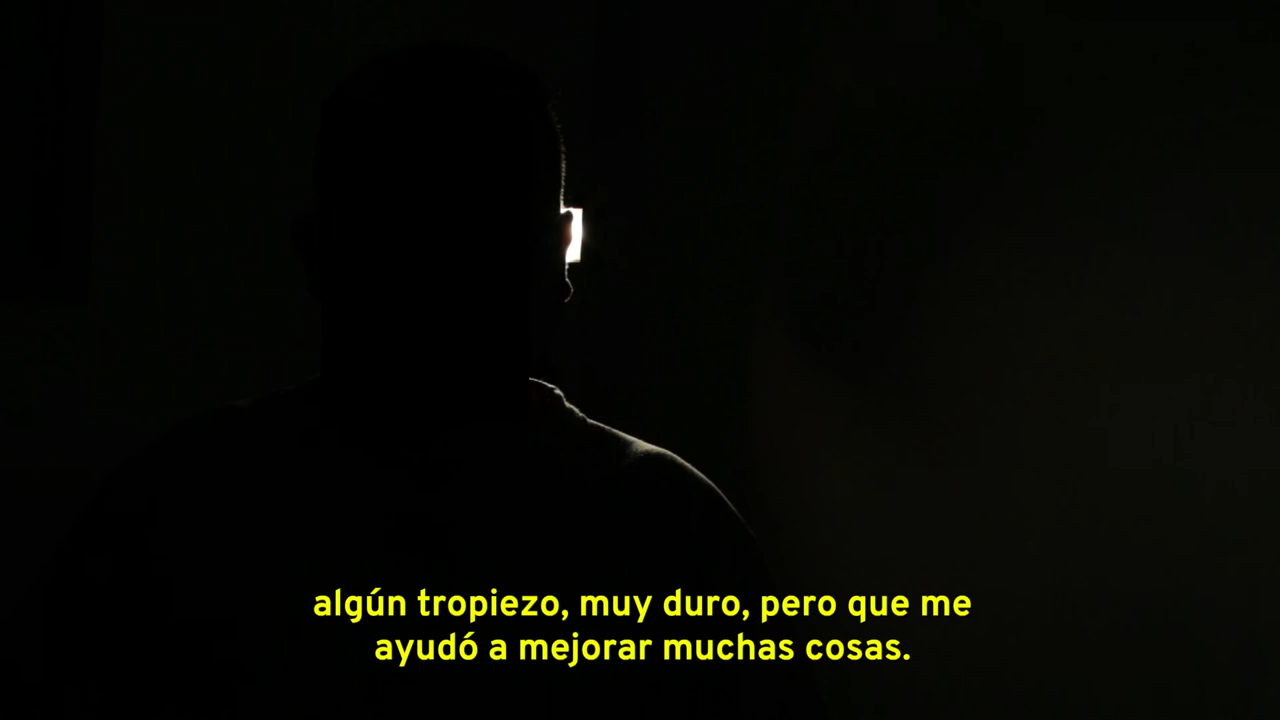 algún tropiezo, muy duro, pero que me
ayudó a mejorar muchas cosas.